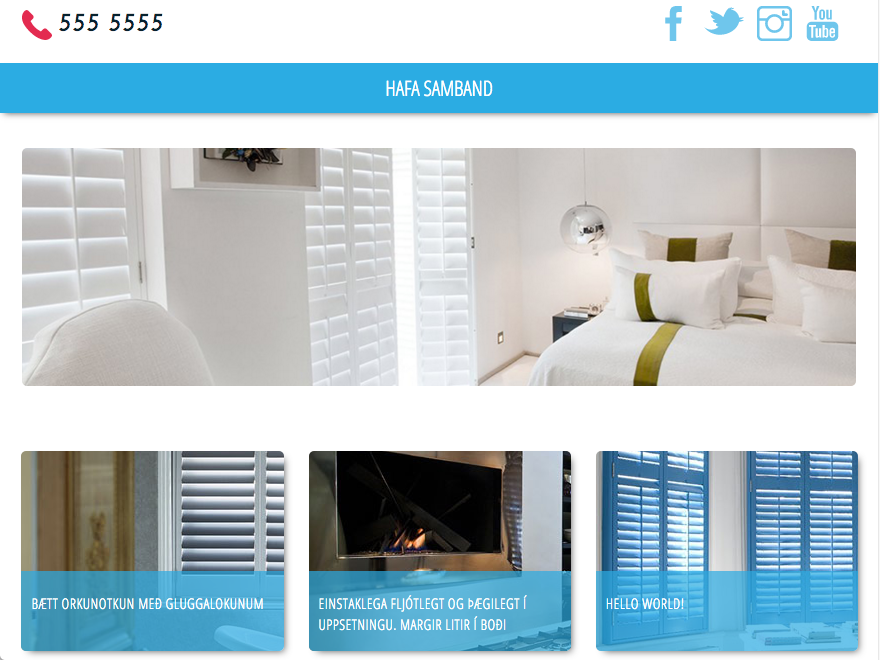 555 5555
You
Tube
HAFA SAMBAND
BÆTT ORKUNOTKUN MEÐ GLUGGALOKUNUM
EINSTAKLEGA FLJÓTLEGT OG ÞÆGILEGT Í
UPPSETNINGU. MARGIR LITIR Í BOÐI
HELLO WORLD!